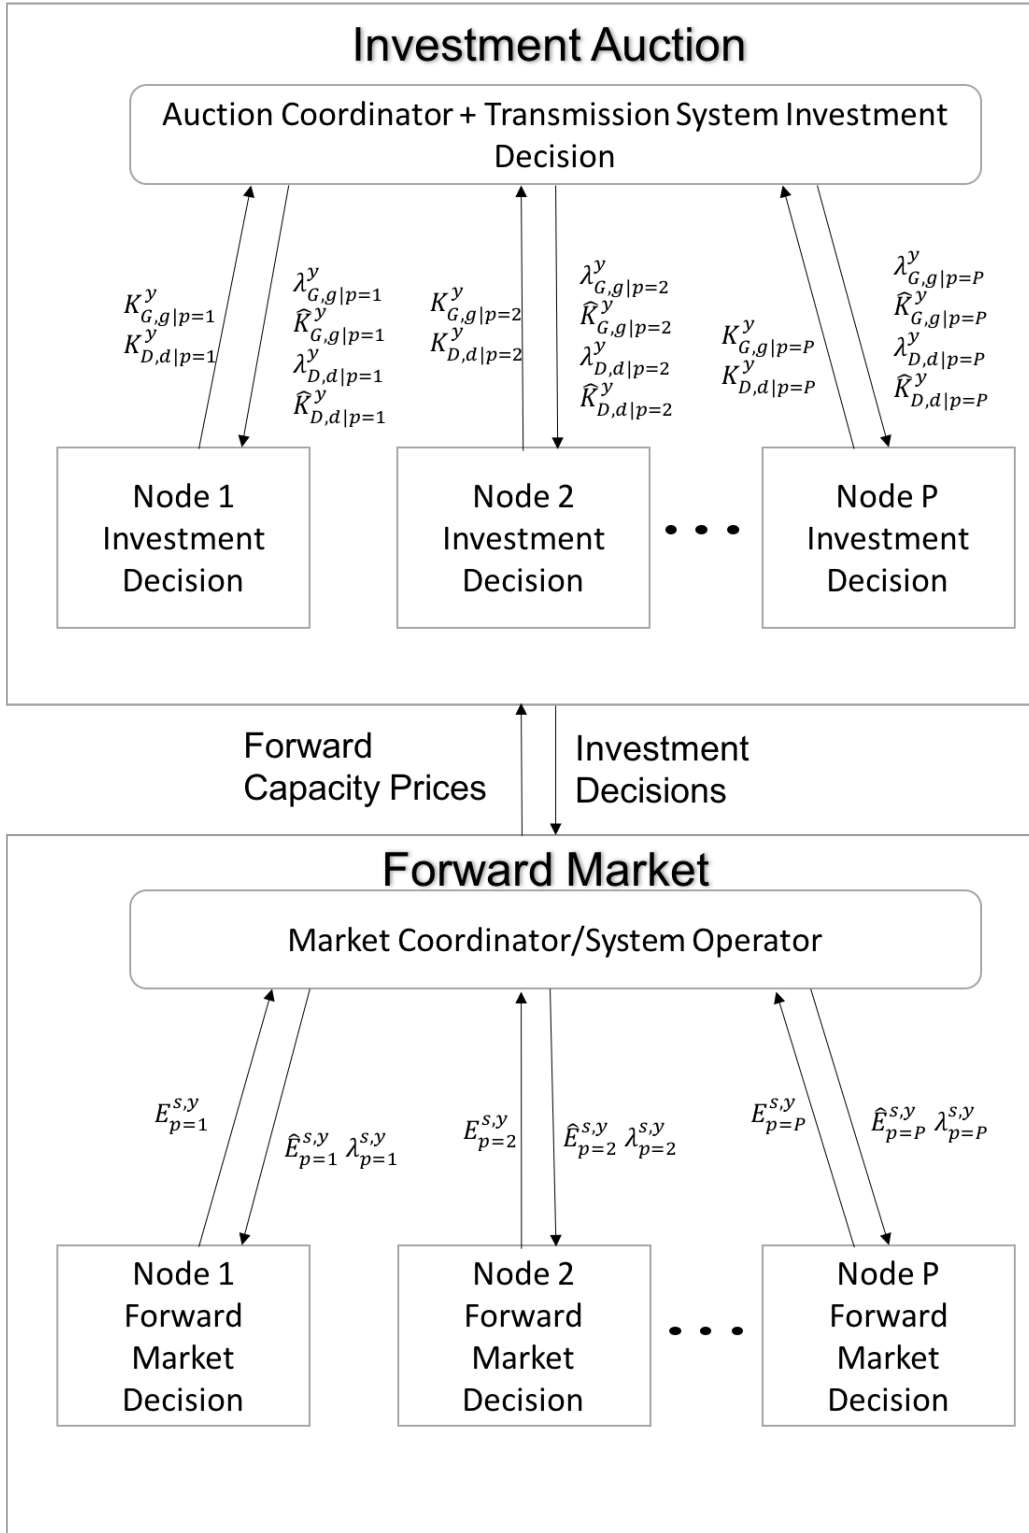 Investment Auction
Auction Coordinator + Transmission System Investment
Decision
K^y_{G,g|p=1}
K^y_{D,d|p=1}
λ^y_{G,g|p=1}
K̂^y_{G,g|p=1}
λ^y_{D,d|p=1}
K̂^y_{D,d|p=1}
K^y_{G,g|p=2}
K^y_{D,d|p=2}
λ^y_{G,g|p=2}
K̂^y_{G,g|p=2}
λ^y_{D,d|p=2}
K̂^y_{D,d|p=2}
K^y_{G,g|p=P}
K^y_{D,d|p=P}
λ^y_{G,g|p=P}
K̂^y_{G,g|p=P}
λ^y_{D,d|p=P}
K̂^y_{D,d|p=P}
Node 1
Investment
Decision
Node 2
Investment
Decision
• • •
Node P
Investment
Decision
Forward
Capacity Prices
Investment
Decisions
Forward Market
Market Coordinator/System Operator
E^{s,y}_{p=1}
Ê^{s,y}_{p=1} λ^{s,y}_{p=1}
E^{s,y}_{p=2}
Ê^{s,y}_{p=2} λ^{s,y}_{p=2}
E^{s,y}_{p=P}
Ê^{s,y}_{p=P} λ^{s,y}_{p=P}
Node 1
Forward
Market
Decision
Node 2
Forward
Market
Decision
• • •
Node P
Forward
Market
Decision